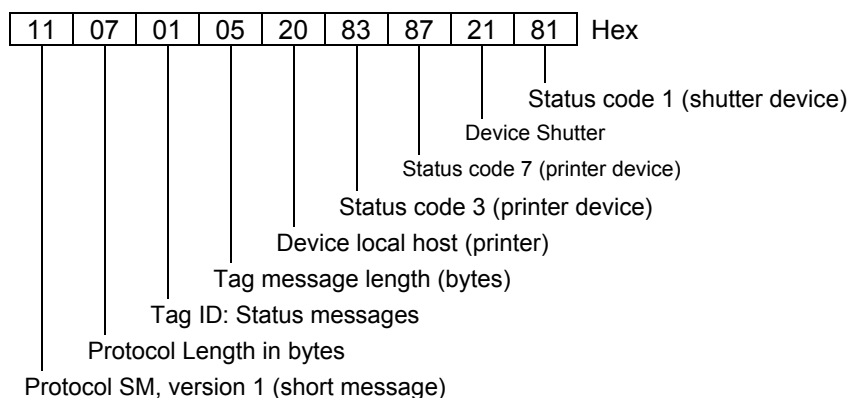 11 07 01 05 20 83 87 21 81 Hex
Status code 1 (shutter device)
Device Shutter
Status code 7 (printer device)
Status code 3 (printer device)
Device local host (printer)
Tag message length (bytes)
Tag ID: Status messages
Protocol Length in bytes
Protocol SM, version 1 (short message)